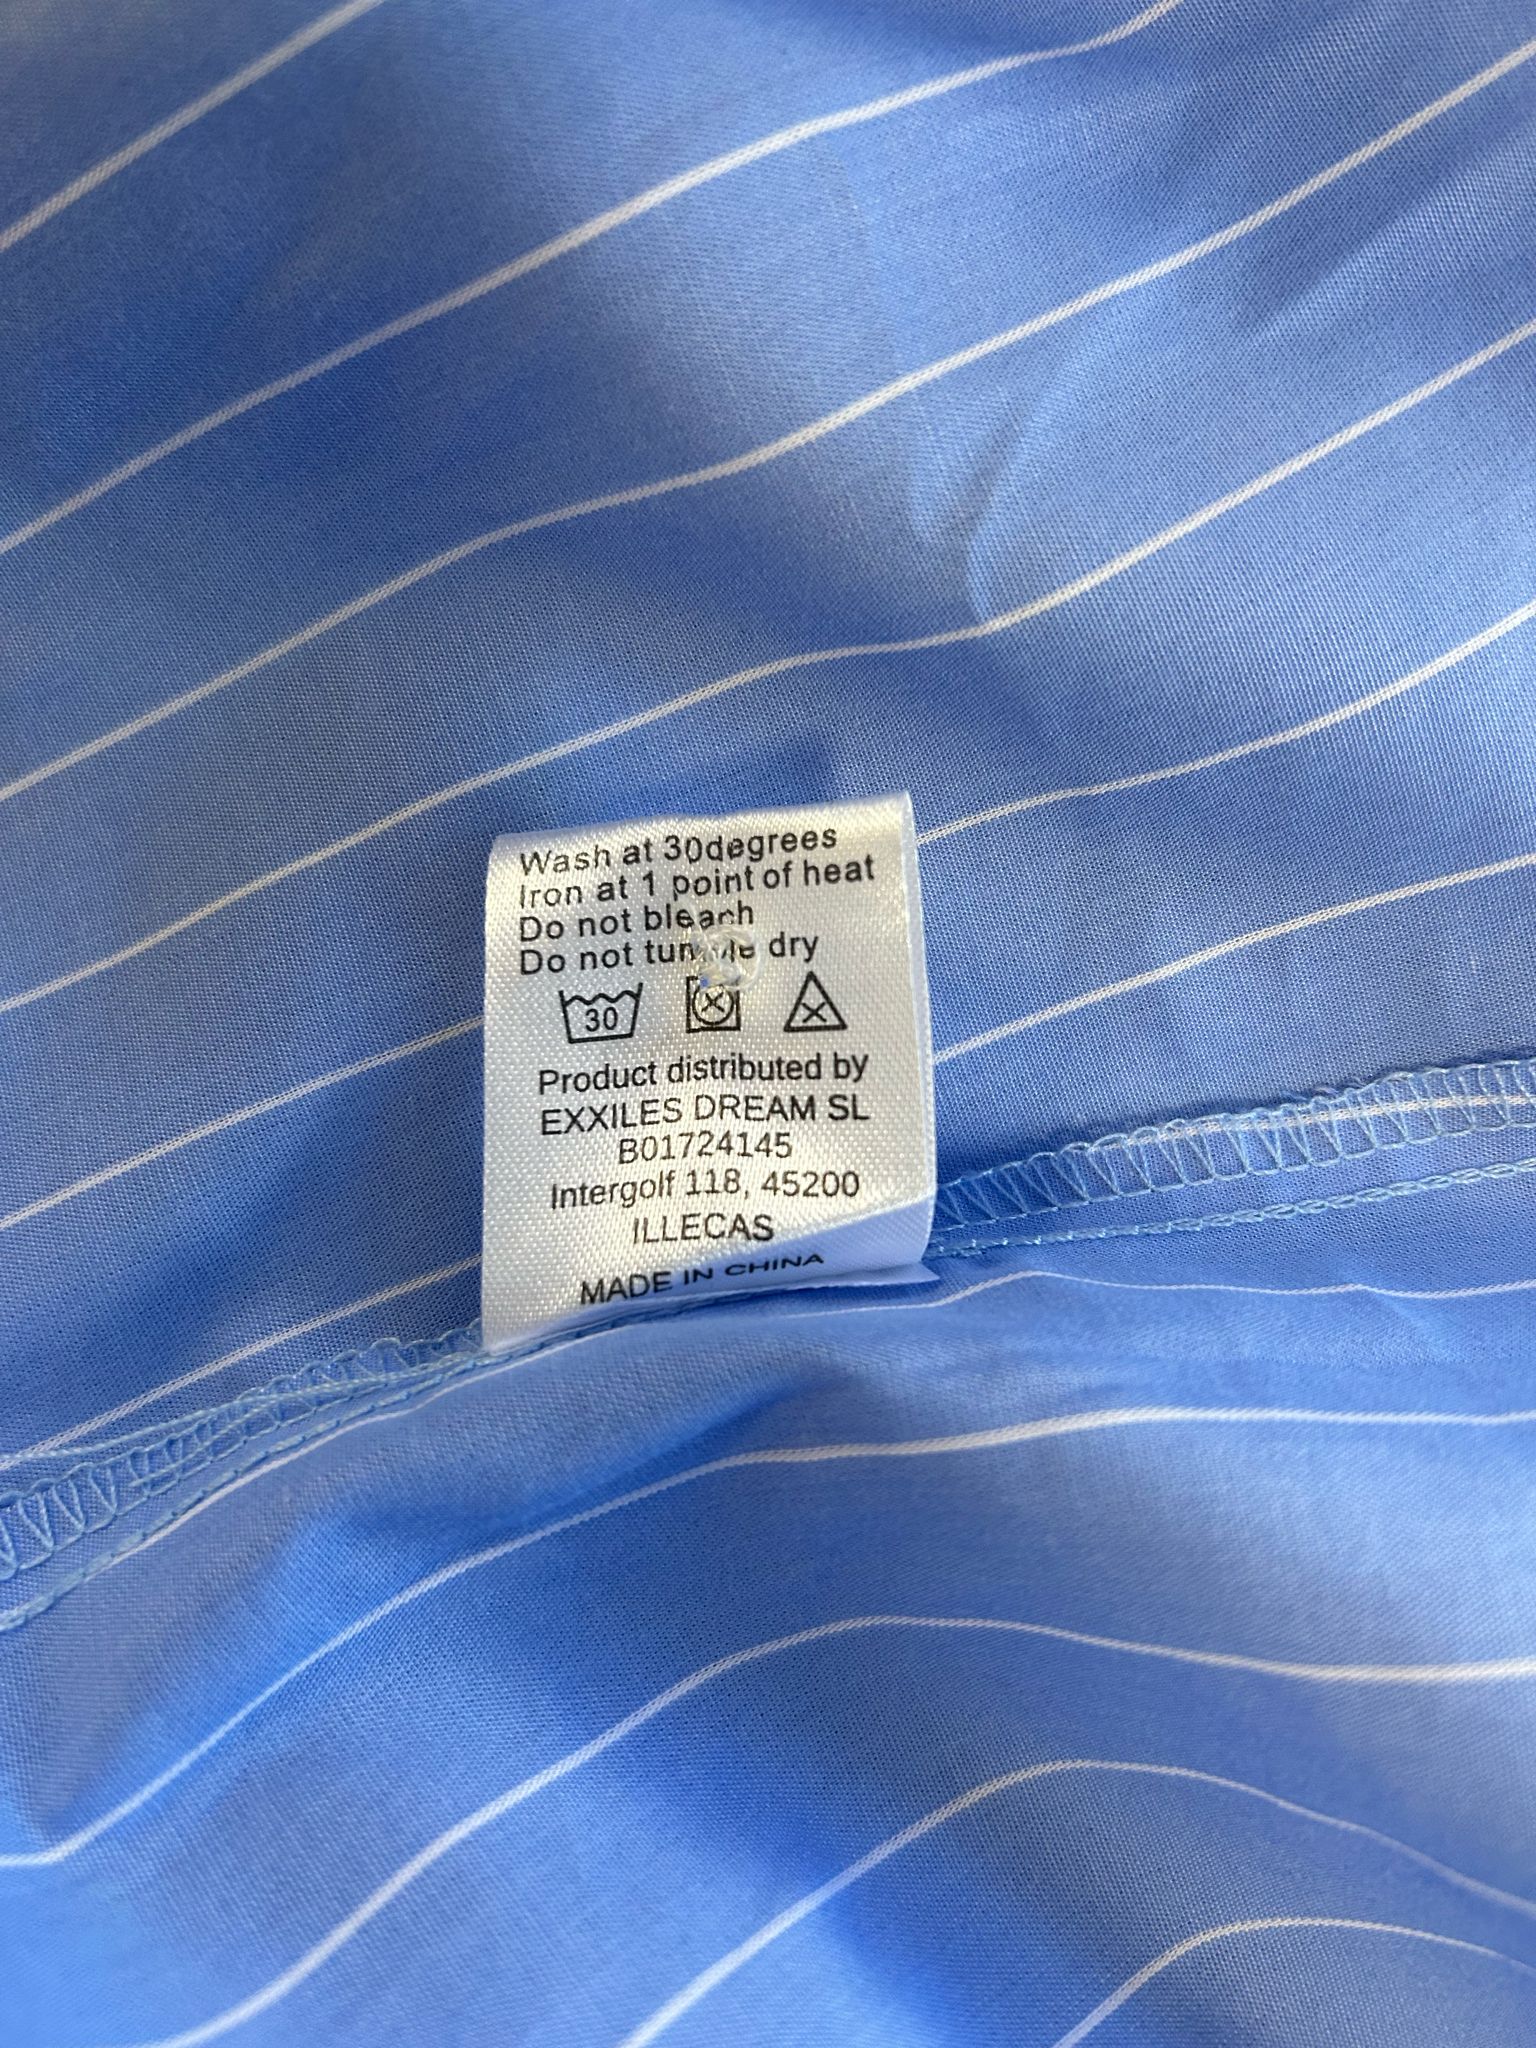 Wash at 30degrees
Iron at 1 point of heat
Do not bleach
Do not tumble dry
30
Product distributed by
EXXILES DREAM SL
B01724145
Intergolf 118, 45200
ILLECAS
MADE IN CHINA